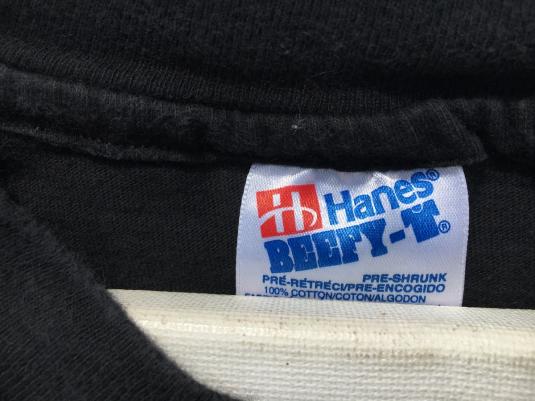 Hanes®
BEEFY-T®
PRE-SHRUNK
PRÉ-RÉTRÉCI/PRE-ENCOGIDO
100% COTTON/COTON/ALGODON